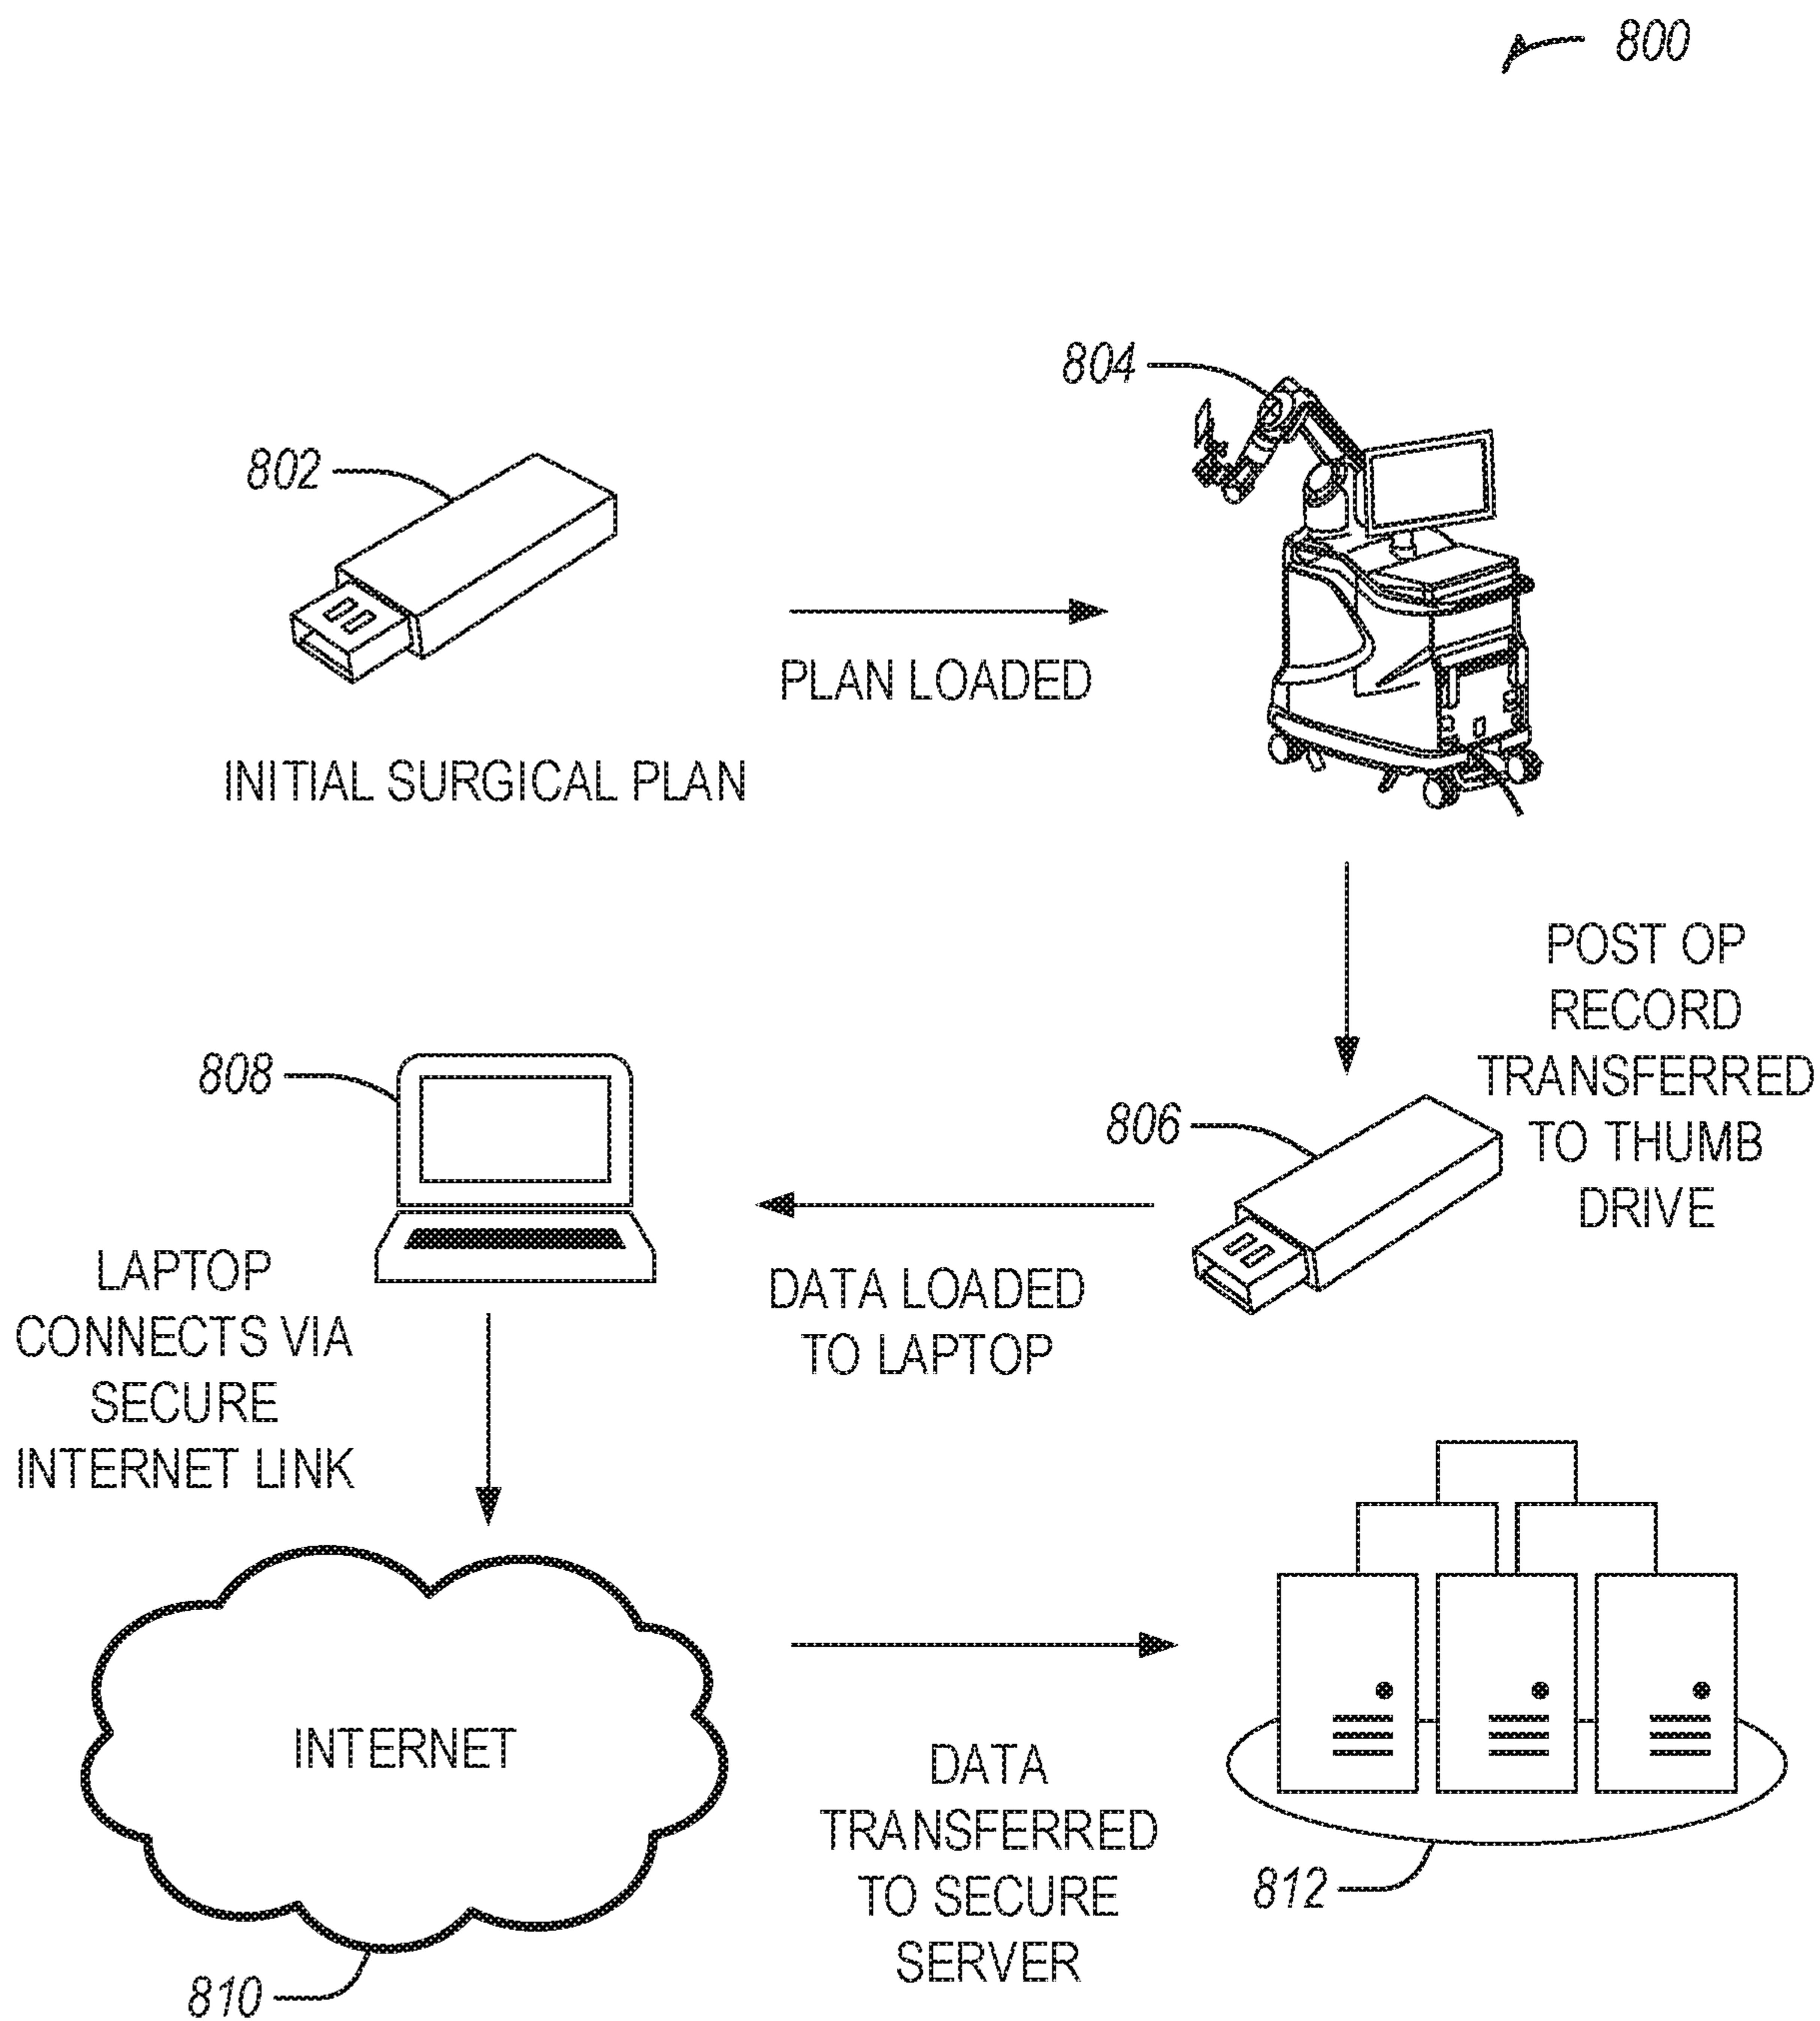 800
804
802
PLAN LOADED
INITIAL SURGICAL PLAN
POST OP
RECORD
TRANSFERRED
TO THUMB
DRIVE
806
808
DATA LOADED
TO LAPTOP
LAPTOP
CONNECTS VIA
SECURE
INTERNET LINK
INTERNET
810
DATA
TRANSFERRED
TO SECURE
SERVER
812